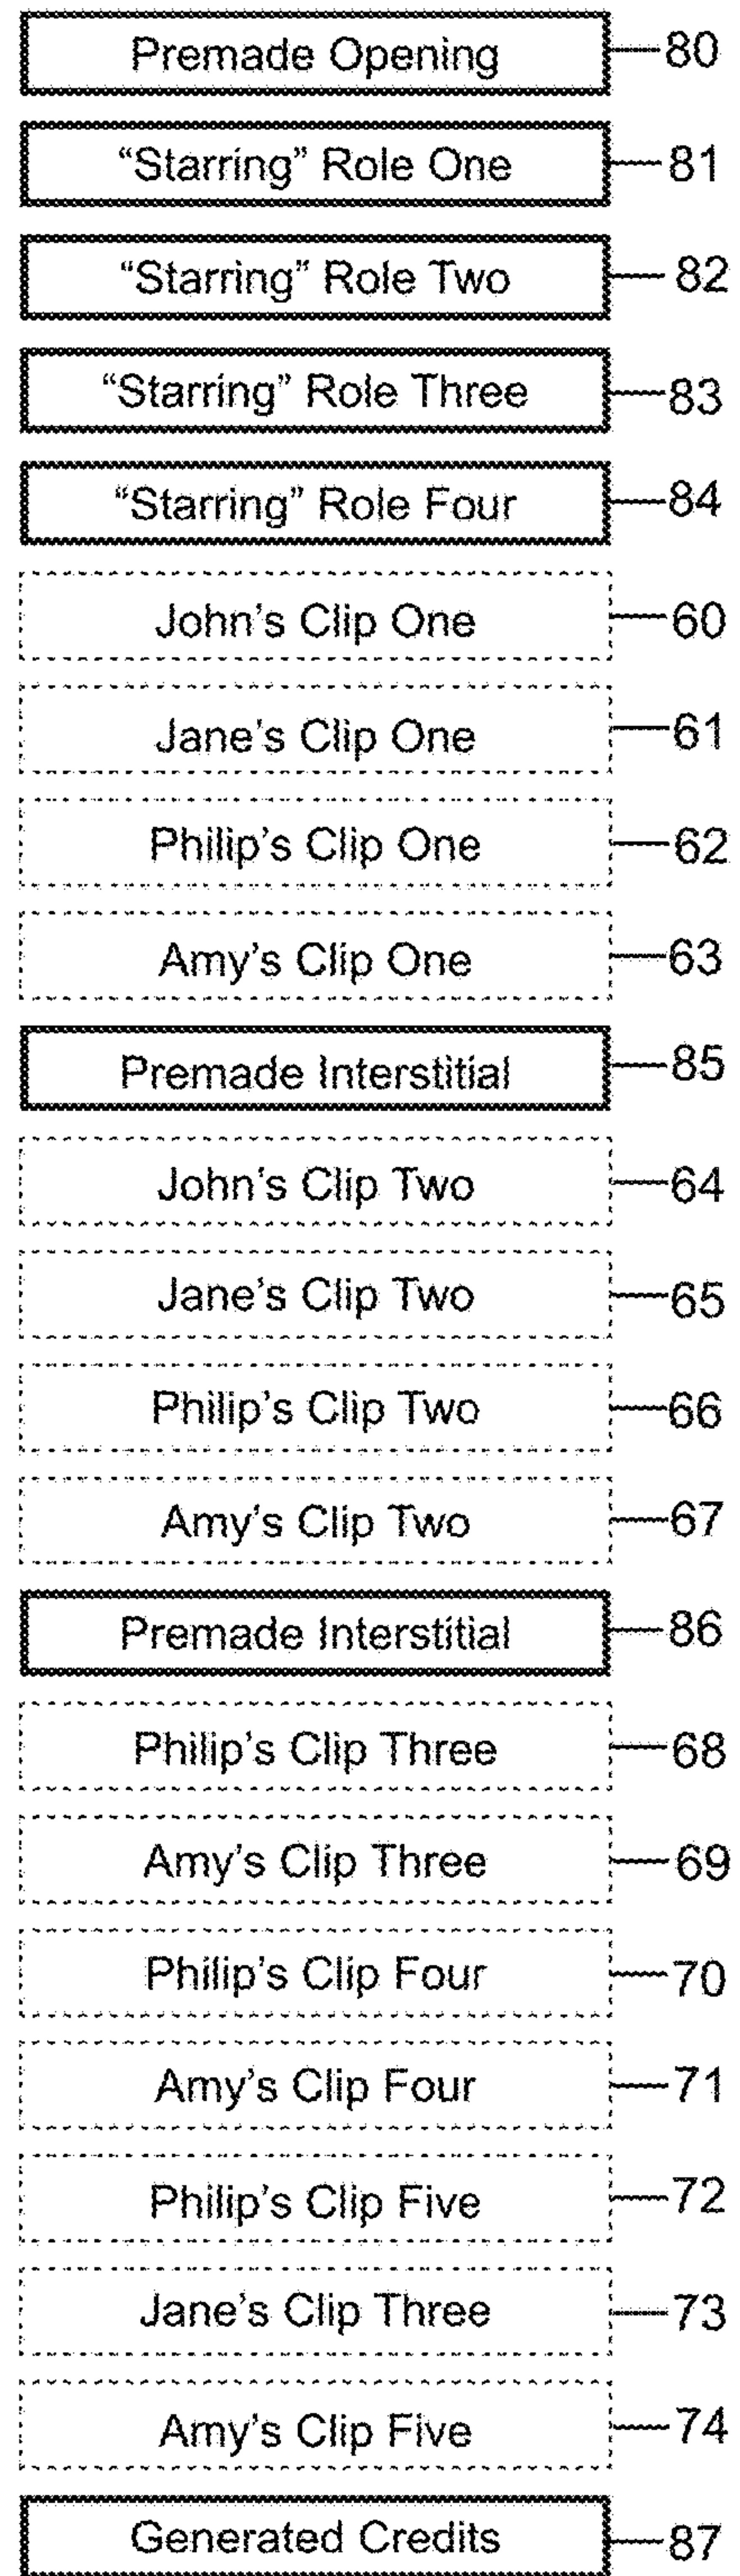 Premade Opening 80
“Starring” Role One 81
“Starring” Role Two 82
“Starring” Role Three 83
“Starring” Role Four 84
John's Clip One 60
Jane's Clip One 61
Philip's Clip One 62
Amy's Clip One 63
Premade Interstitial 85
John's Clip Two 64
Jane's Clip Two 65
Philip's Clip Two 66
Amy's Clip Two 67
Premade Interstitial 86
Philip's Clip Three 68
Amy's Clip Three 69
Philip's Clip Four 70
Amy's Clip Four 71
Philip's Clip Five 72
Jane's Clip Three 73
Amy's Clip Five 74
Generated Credits 87